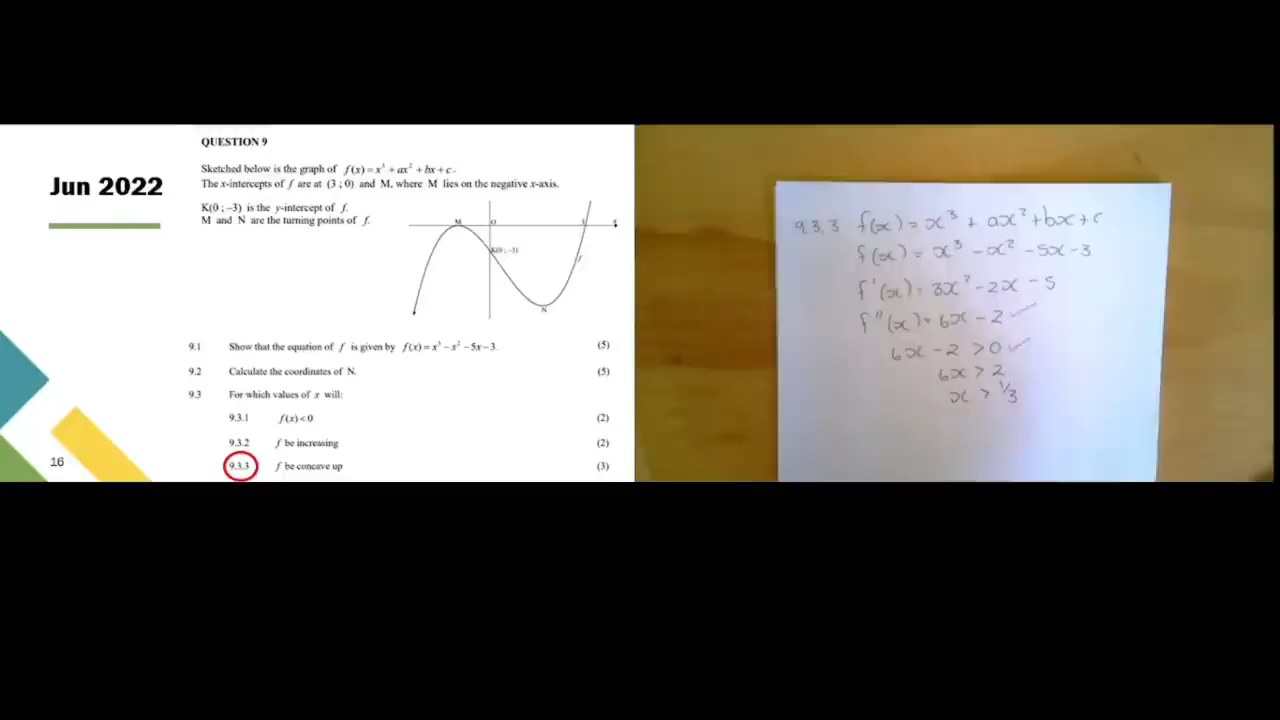 Jun 2022
16
QUESTION 9
Sketched below is the graph of f(x) = x³ + ax² + bx + c.
The x-intercepts of f are at (3 ; 0) and M, where M lies on the negative x-axis.
K(0 ; −3) is the y-intercept of f.
M and N are the turning points of f.
M
O
K(0 ; −3)
f
N
9.1 Show that the equation of f is given by f(x) = x³ − x² − 5x − 3. (5)
9.2 Calculate the coordinates of N. (5)
9.3 For which values of x will:
9.3.1 f(x) < 0 (2)
9.3.2 f be increasing (2)
9.3.3 f be concave up (3)
9.3.3 f(x) = x³ + ax² + bx + c
f(x) = x³ − x² − 5x − 3
f'(x) = 3x² − 2x − 5
f''(x) = 6x − 2 ✓
6x − 2 > 0 ✓
6x > 2
x > 1/3